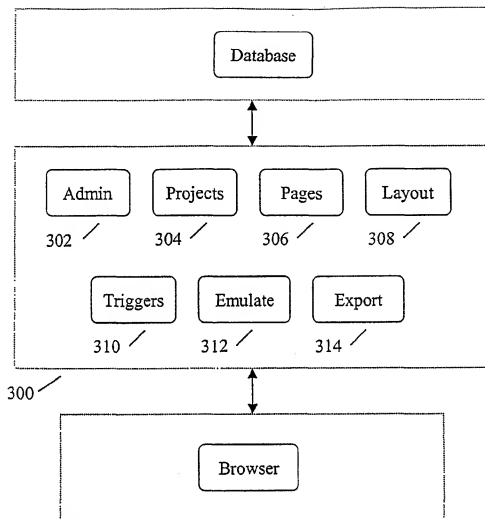 Database
Admin Projects Pages Layout
302 304 306 308
Triggers Emulate Export
310 312 314
300
Browser